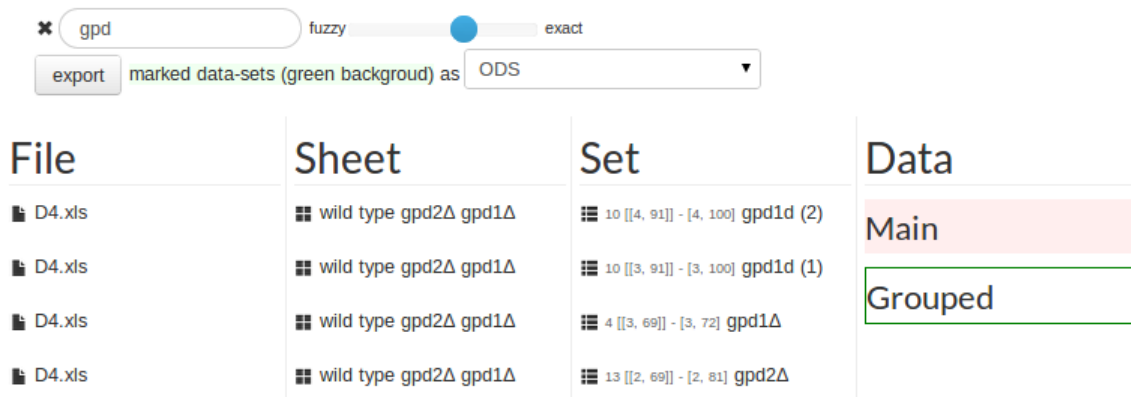 ✖ gpd fuzzy exact
export marked data-sets (green backgroud) as ODS
File Sheet Set Data
D4.xls wild type gpd2Δ gpd1Δ 10 [[4, 91]] - [4, 100] gpd1d (2)
Main
D4.xls wild type gpd2Δ gpd1Δ 10 [[3, 91]] - [3, 100] gpd1d (1)
Grouped
D4.xls wild type gpd2Δ gpd1Δ 4 [[3, 69]] - [3, 72] gpd1Δ
D4.xls wild type gpd2Δ gpd1Δ 13 [[2, 69]] - [2, 81] gpd2Δ